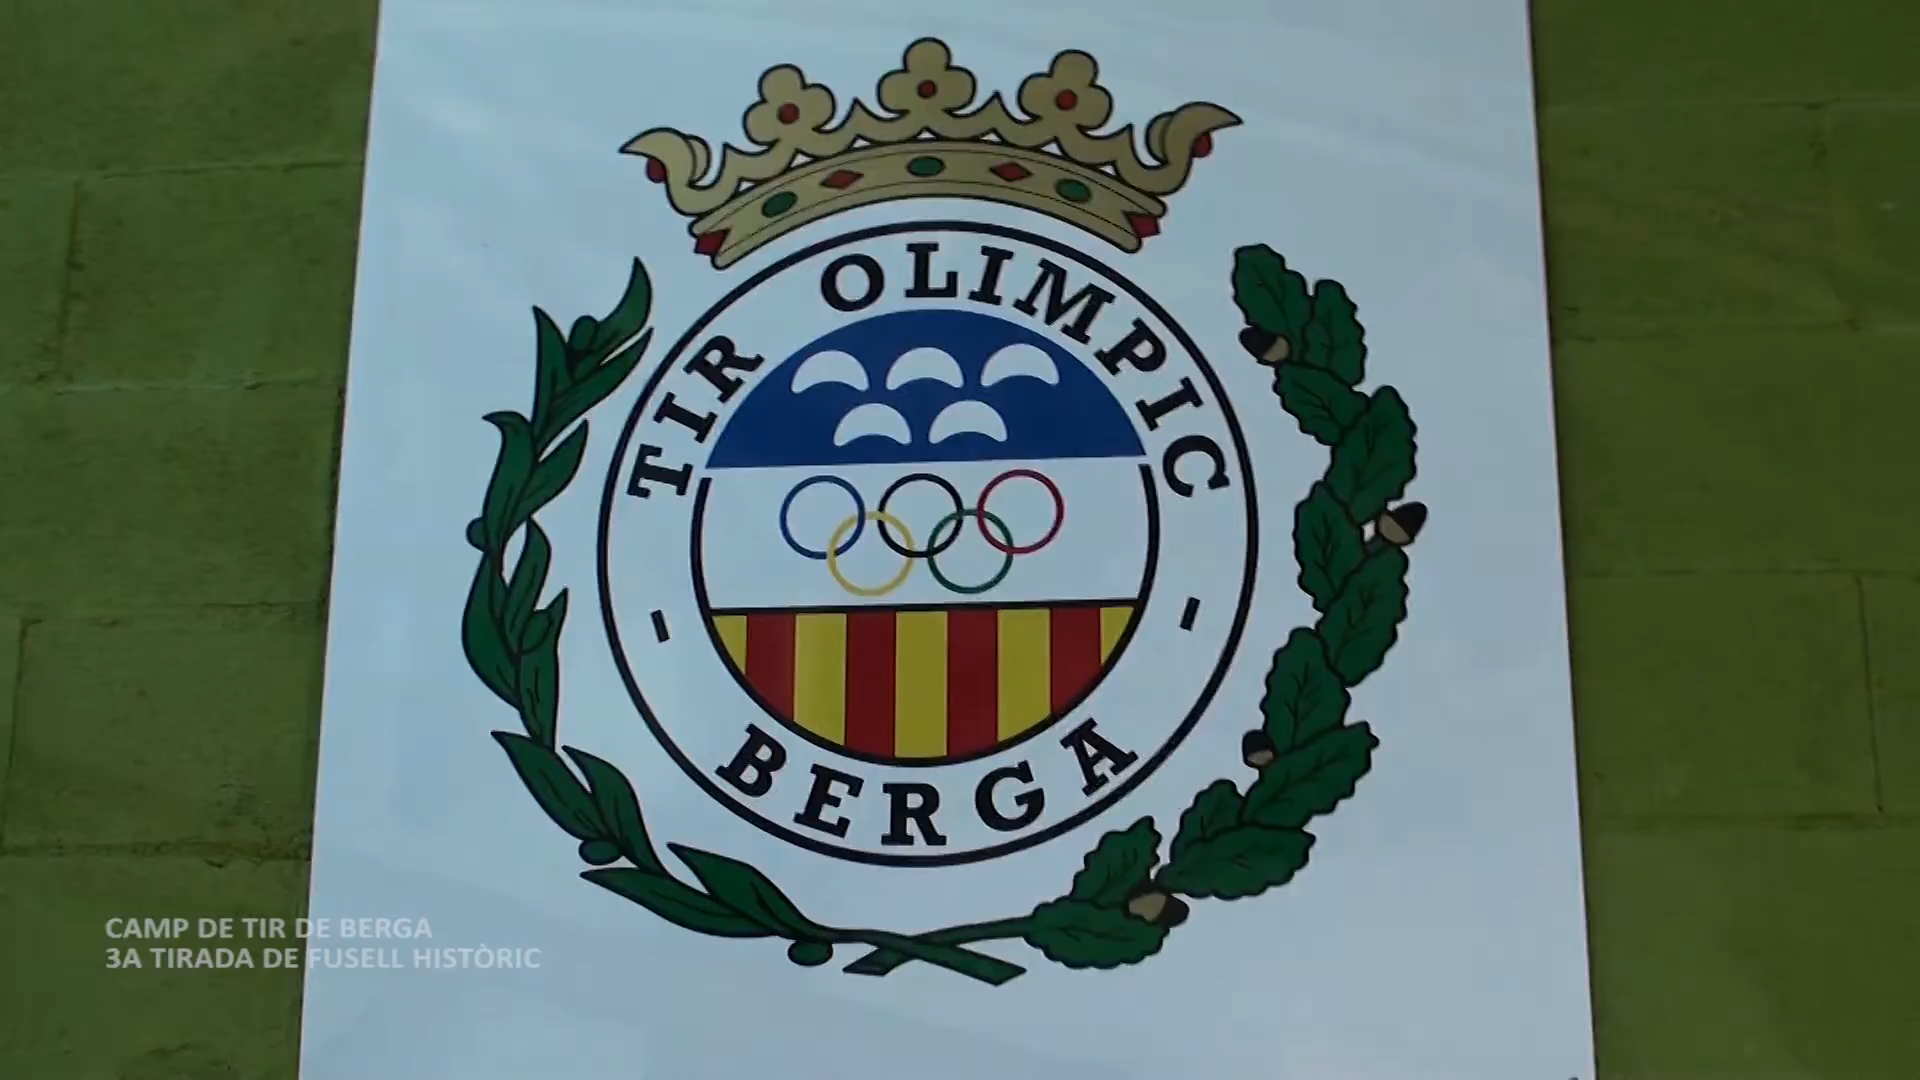 TIR OLIMPIC
- BERGA -
CAMP DE TIR DE BERGA
3A TIRADA DE FUSELL HISTÒRIC